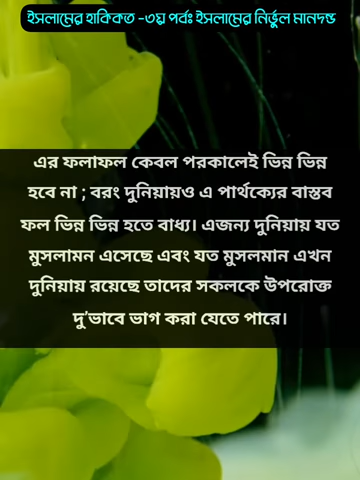 ইসলামের হাকিকত -৩য় পর্বঃ ইসলামের নির্ভুল মানদন্ড
এর ফলাফল কেবল পরকালেই ভিন্ন ভিন্ন
হবে না ; বরং দুনিয়ায়ও এ পার্থক্যের বাস্তব
ফল ভিন্ন ভিন্ন হতে বাধ্য। এজন্য দুনিয়ায় যত
মুসলামন এসেছে এবং যত মুসলমান এখন
দুনিয়ায় রয়েছে তাদের সকলকে উপরোক্ত
দু’ভাবে ভাগ করা যেতে পারে।